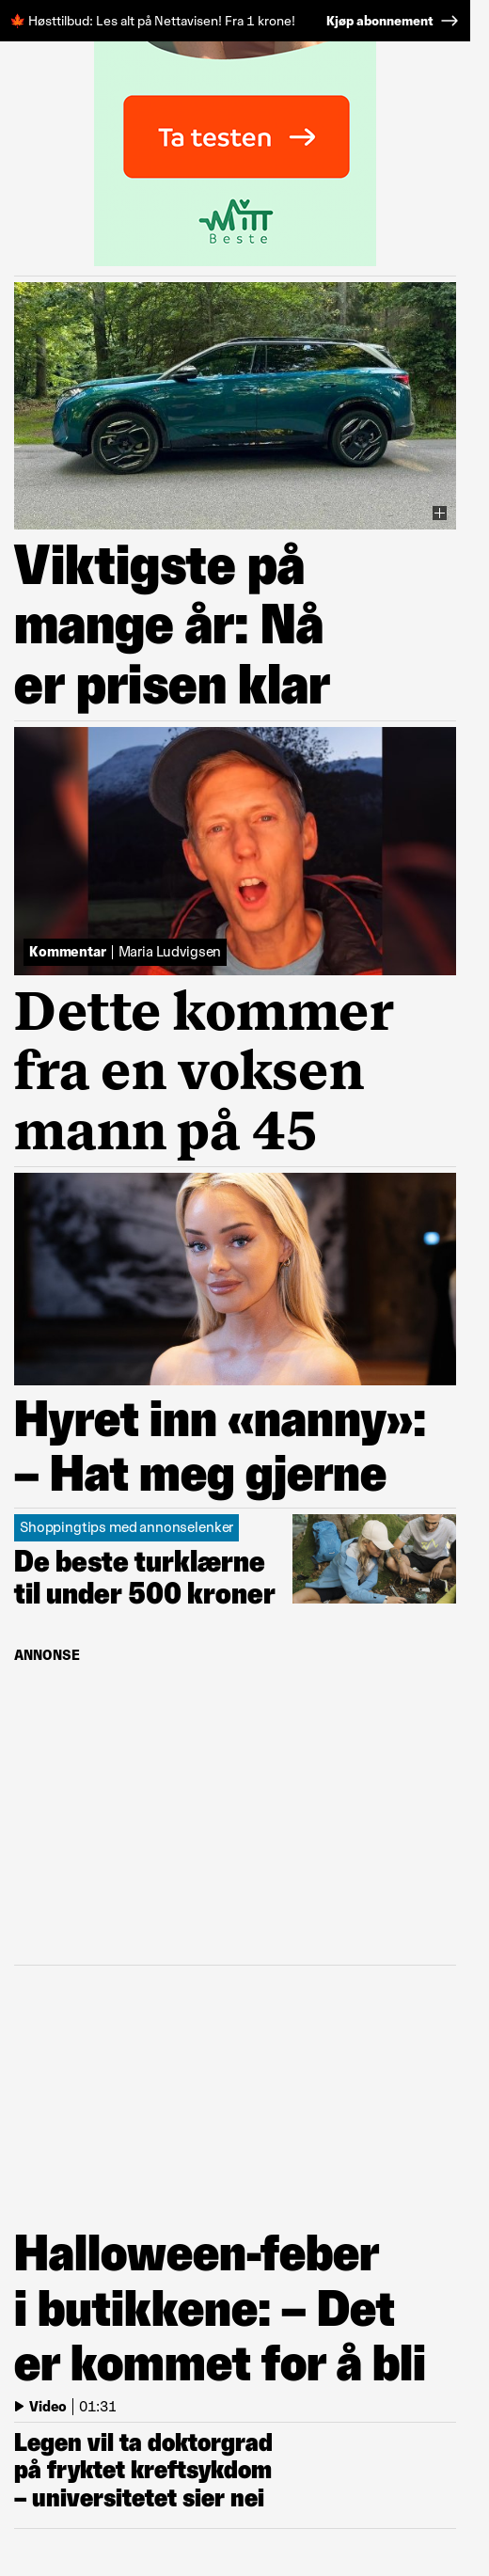 🍁 Høsttilbud: Les alt på Nettavisen! Fra 1 krone! Kjøp abonnement →
Ta testen →
Mitt
Beste
Viktigste på
mange år: Nå
er prisen klar
Kommentar | Maria Ludvigsen
Dette kommer
fra en voksen
mann på 45
Hyret inn «nanny»:
– Hat meg gjerne
Shoppingtips med annonselenker
De beste turklærne
til under 500 kroner
ANNONSE
Halloween-feber
i butikkene: – Det
er kommet for å bli
Video | 01:31
Legen vil ta doktorgrad
på fryktet kreftsykdom
– universitetet sier nei